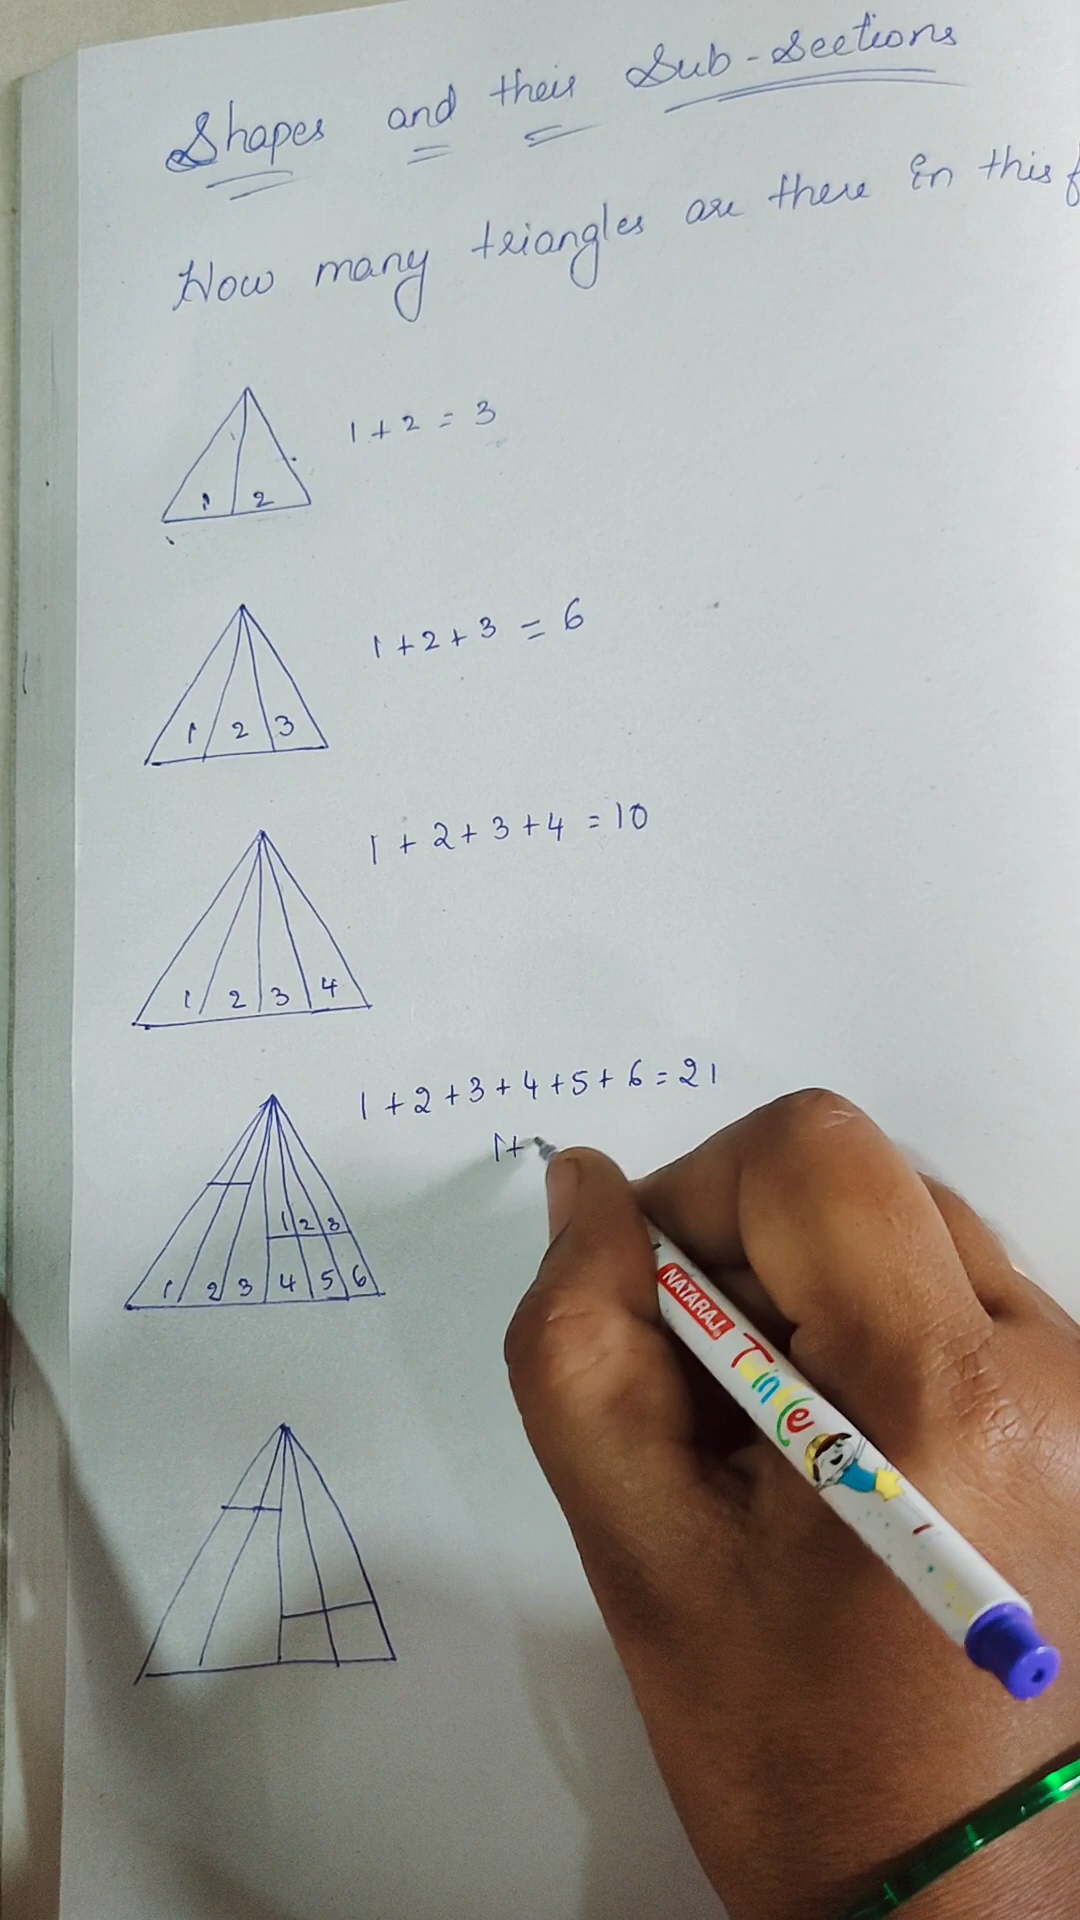 Shapes and their Sub-Sections
How many triangles are there in this
1 + 2 = 3
1 2
1 + 2 + 3 = 6
1 2 3
1 + 2 + 3 + 4 = 10
1 2 3 4
1 + 2 + 3 + 4 + 5 + 6 = 21
1 +
1 2 3
1 2 3 4 5 6
NATARAJ
Twinkle